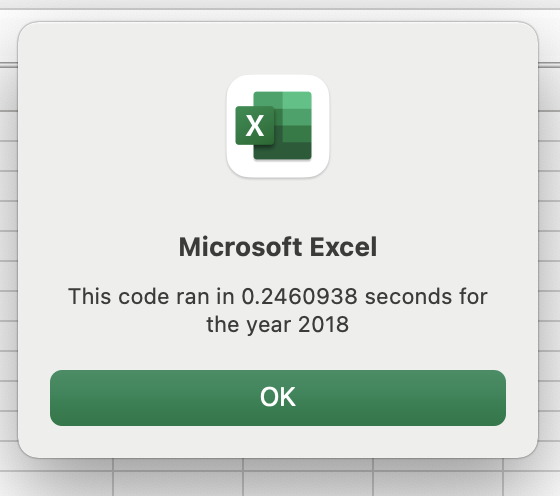 X
Microsoft Excel
This code ran in 0.2460938 seconds for
the year 2018
OK